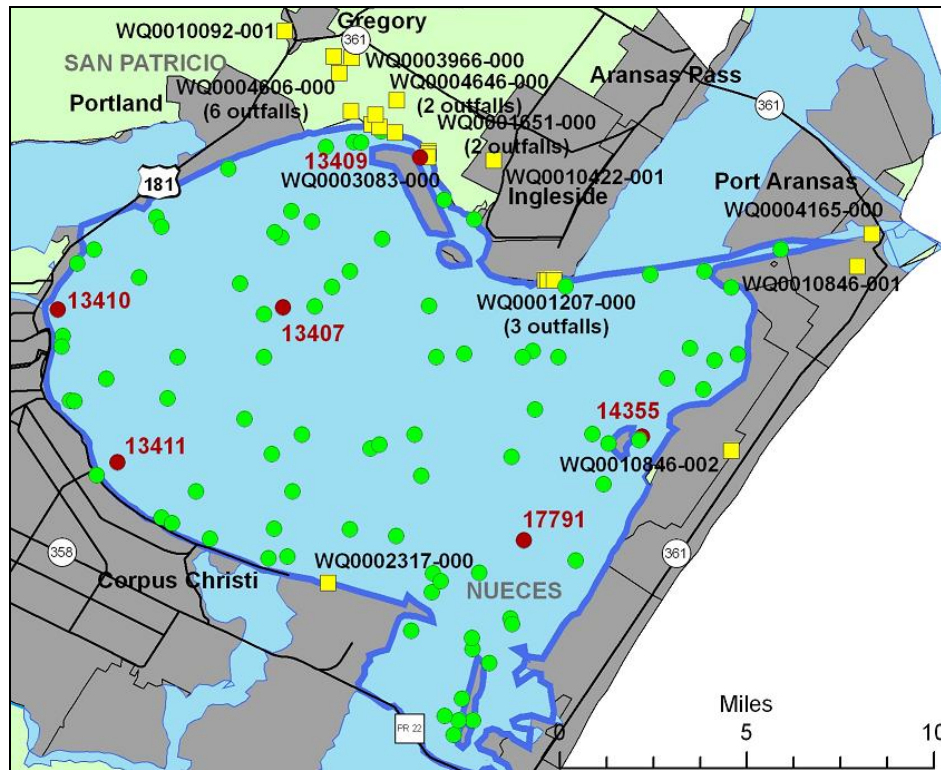 Gregory
WQ0010092-001
361
SAN PATRICIO
WQ0003966-000
WQ0004606-000
(6 outfalls)
WQ0004646-000
(2 outfalls)
Aransas Pass
Portland
361
WQ0001651-000
(2 outfalls)
13409
181
WQ0003083-000
WQ0010422-001
Ingleside
Port Aransas
WQ0004165-000
WQ0010846-001
13410
13407
WQ0001207-000
(3 outfalls)
14355
13411
WQ0010846-002
17791
358
361
Corpus Christi
WQ0002317-000
NUECES
PR 22
Miles
0
5
10